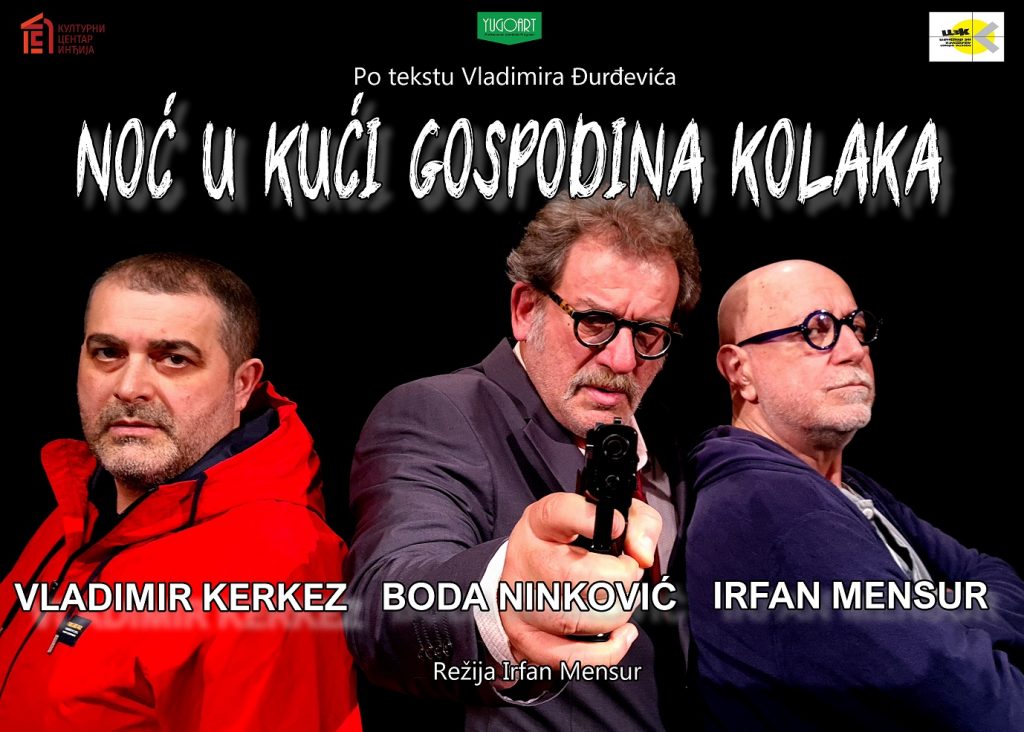 КУЛТУРНИ
ЦЕНТАР
ИНЂИЈА
YUGOART
Po tekstu Vladimira Đurđevića
NOĆ U KUĆI GOSPODINA KOLAKA
VLADIMIR KERKEZ
BODA NINKOVIĆ
IRFAN MENSUR
Režija Irfan Mensur